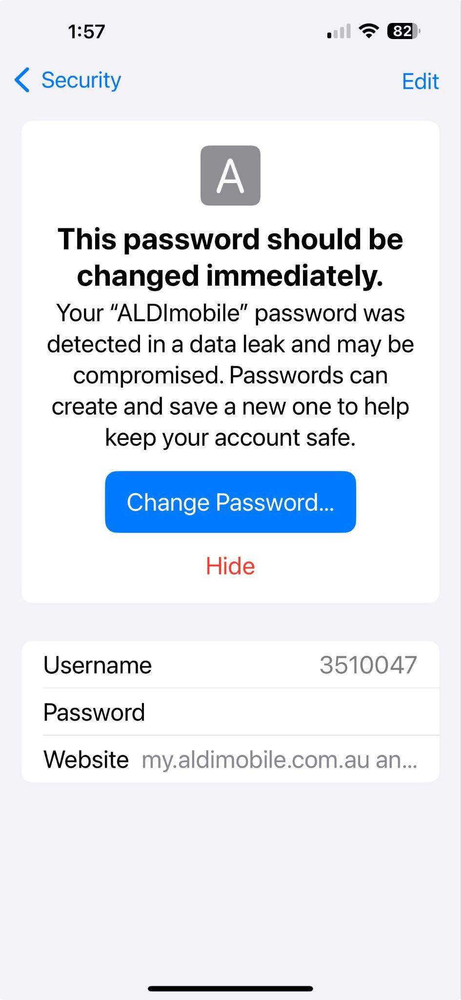 1:57
82
Security
Edit
A
This password should be
changed immediately.
Your “ALDImobile” password was
detected in a data leak and may be
compromised. Passwords can
create and save a new one to help
keep your account safe.
Change Password...
Hide
Username 3510047
Password
Website my.aldimobile.com.au an...